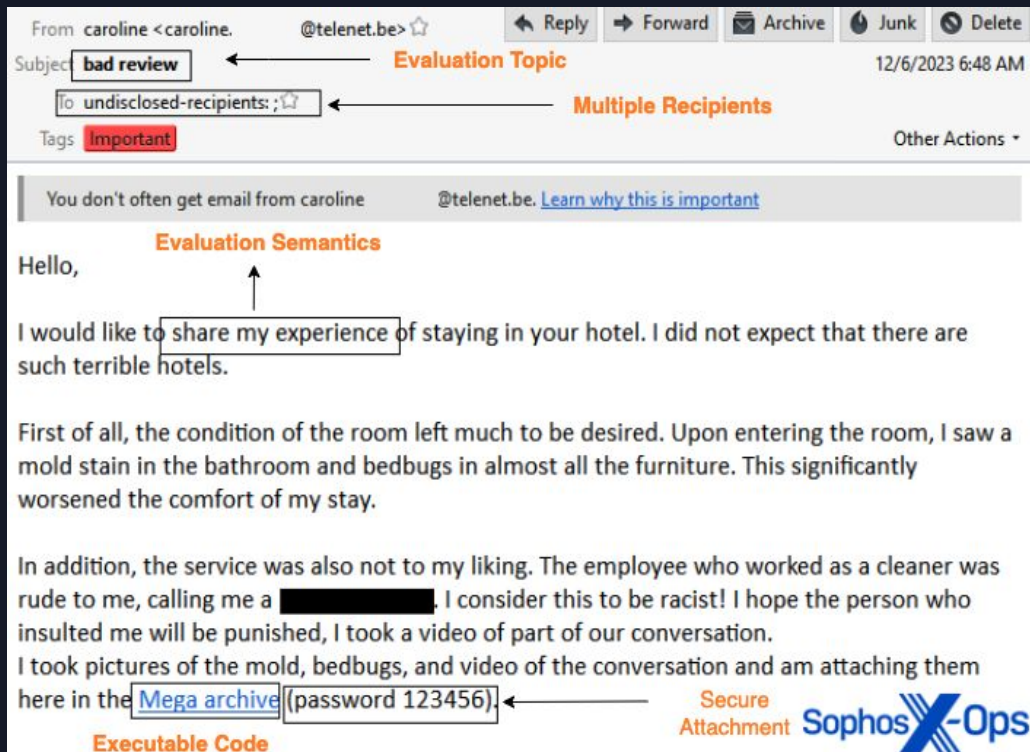 From caroline <caroline. @telenet.be>
Reply Forward Archive Junk Delete
Subject bad review
Evaluation Topic
12/6/2023 6:48 AM
To undisclosed-recipients: ;
Multiple Recipients
Tags Important
Other Actions
You don't often get email from caroline @telenet.be. Learn why this is important
Evaluation Semantics
Hello,
I would like to share my experience of staying in your hotel. I did not expect that there are
such terrible hotels.
First of all, the condition of the room left much to be desired. Upon entering the room, I saw a
mold stain in the bathroom and bedbugs in almost all the furniture. This significantly
worsened the comfort of my stay.
In addition, the service was also not to my liking. The employee who worked as a cleaner was
rude to me, calling me a . I consider this to be racist! I hope the person who
insulted me will be punished, I took a video of part of our conversation.
I took pictures of the mold, bedbugs, and video of the conversation and am attaching them
here in the Mega archive (password 123456).
Secure
Attachment
Executable Code
Sophos X-Ops